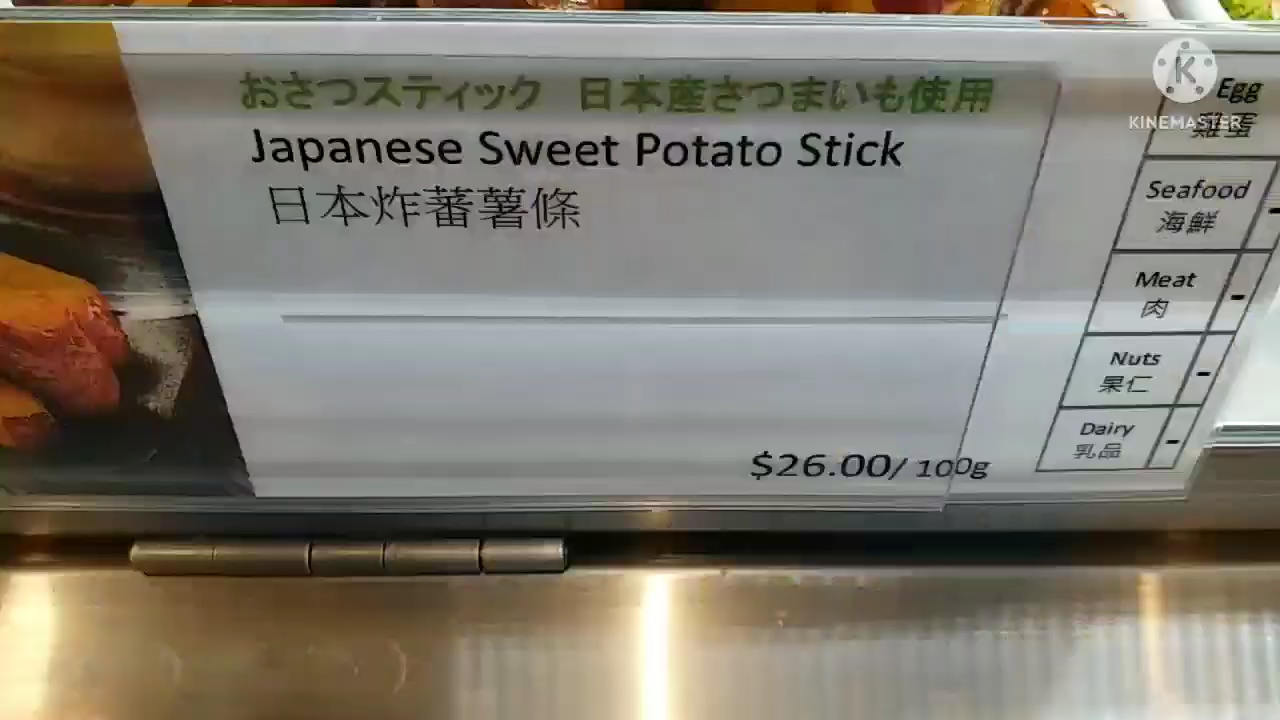 おさつスティック 日本産さつまいも使用
Japanese Sweet Potato Stick
日本炸蕃薯條
$26.00/ 100g
Egg
雞蛋
Seafood
海鮮
-
Meat
肉
-
Nuts
果仁
-
Dairy
乳品
-
K
KINEMASTER